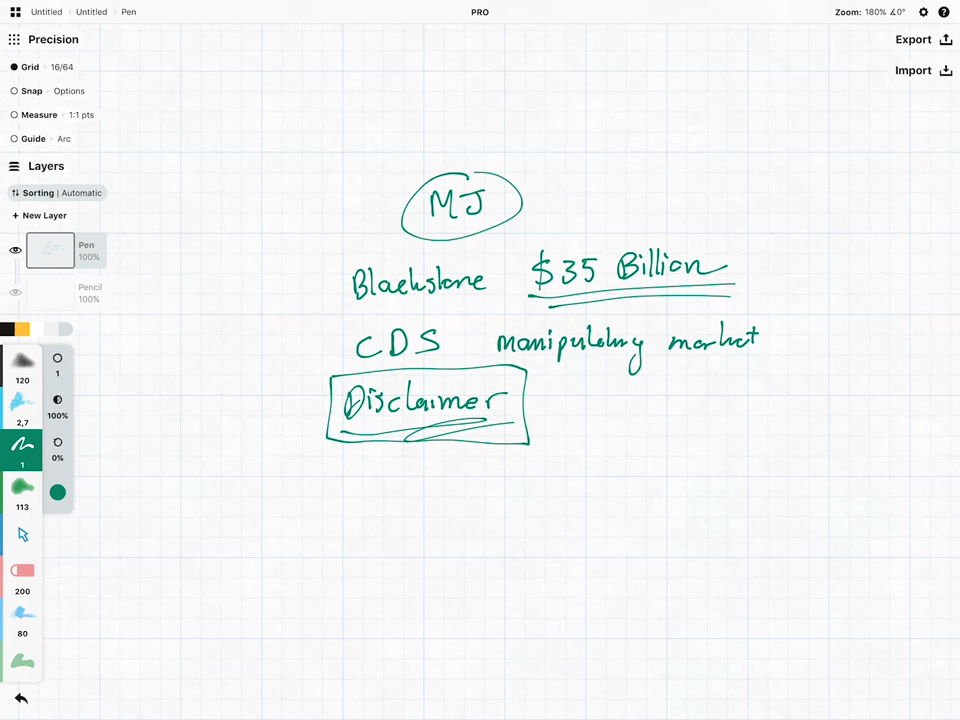 Untitled Untitled Pen
PRO
Zoom: 180% ∡0°
Precision
Export
Grid 16/64
Import
Snap Options
Measure 1:1 pts
Guide Arc
Layers
Sorting | Automatic
+ New Layer
Pen
100%
Pencil
100%
MJ
Blackstone $35 Billion
CDS manipulating market
Disclaimer
120
1
2,7
100%
1
0%
113
200
80